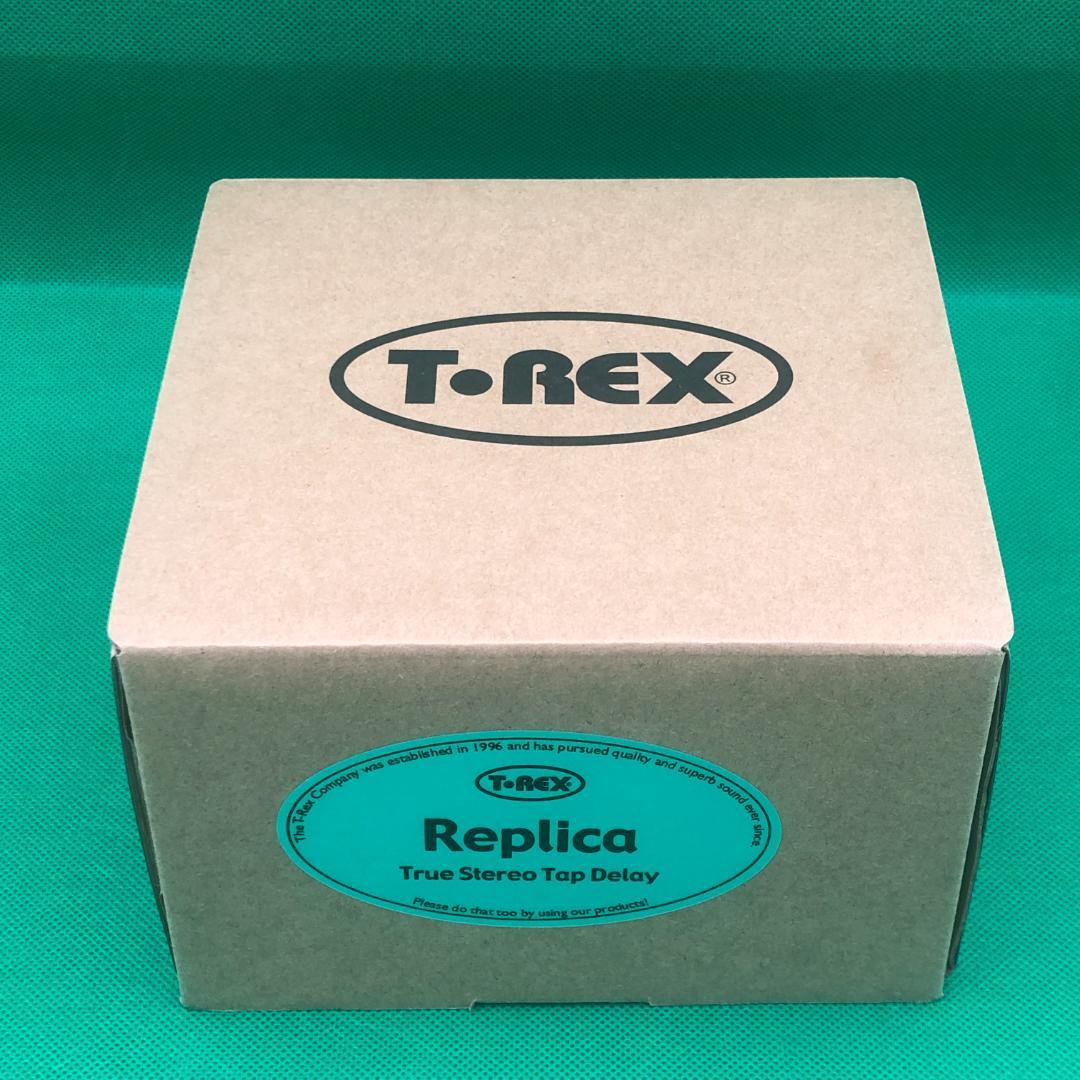 T•REX®
The T-Rex Company was established in 1996 and has pursued quality and superb sound ever since.
T•REX
Replica
True Stereo Tap Delay
Please do that too by using our products!